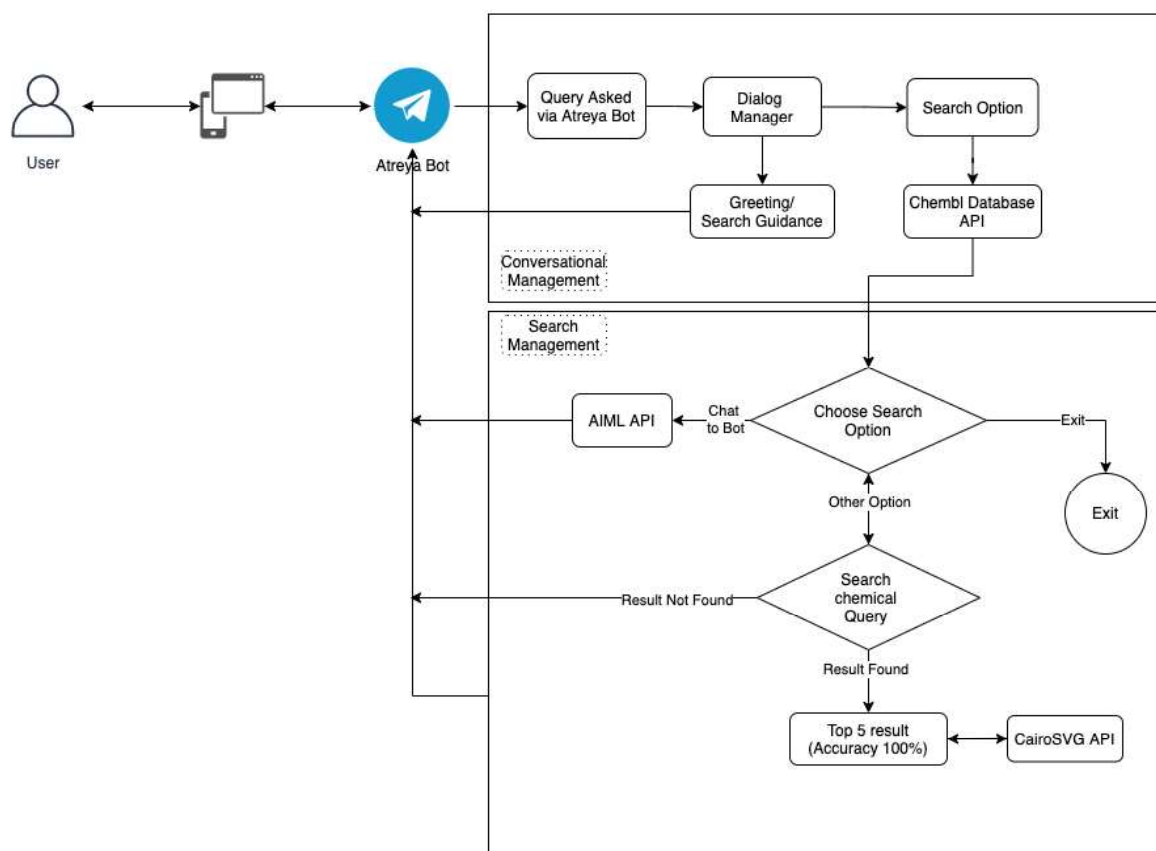 User
Atreya Bot
Query Asked
via Atreya Bot
Dialog
Manager
Search Option
Greeting/
Search Guidance
Chembl Database
API
Conversational
Management
Search
Management
AIML API
Chat
to Bot
Choose Search
Option
Exit
Exit
Other Option
Search
chemical
Query
Result Not Found
Result Found
Top 5 result
(Accuracy 100%)
CairoSVG API